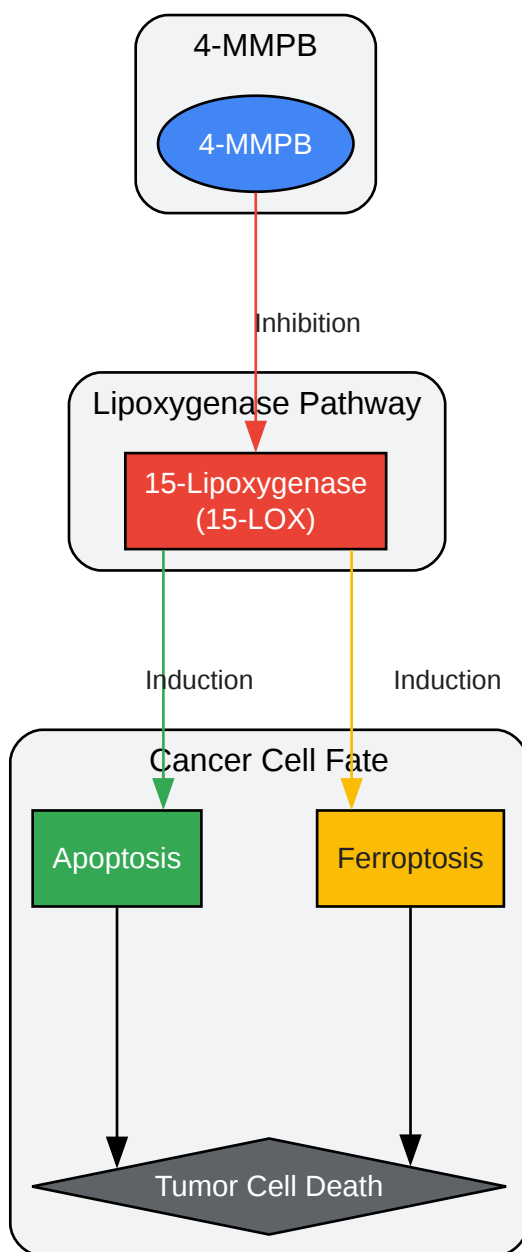 4-MMPB
4-MMPB
Inhibition
Lipoxygenase Pathway
15-Lipoxygenase
(15-LOX)
Induction
Induction
Cancer Cell Fate
Apoptosis
Ferroptosis
Tumor Cell Death